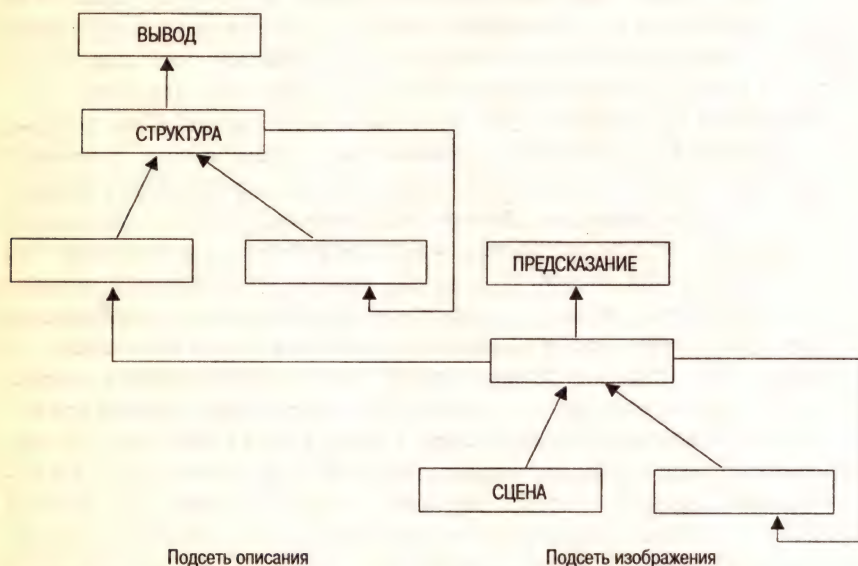 ВЫВОД
СТРУКТУРА
ПРЕДСКАЗАНИЕ
СЦЕНА
Подсеть описания
Подсеть изображения